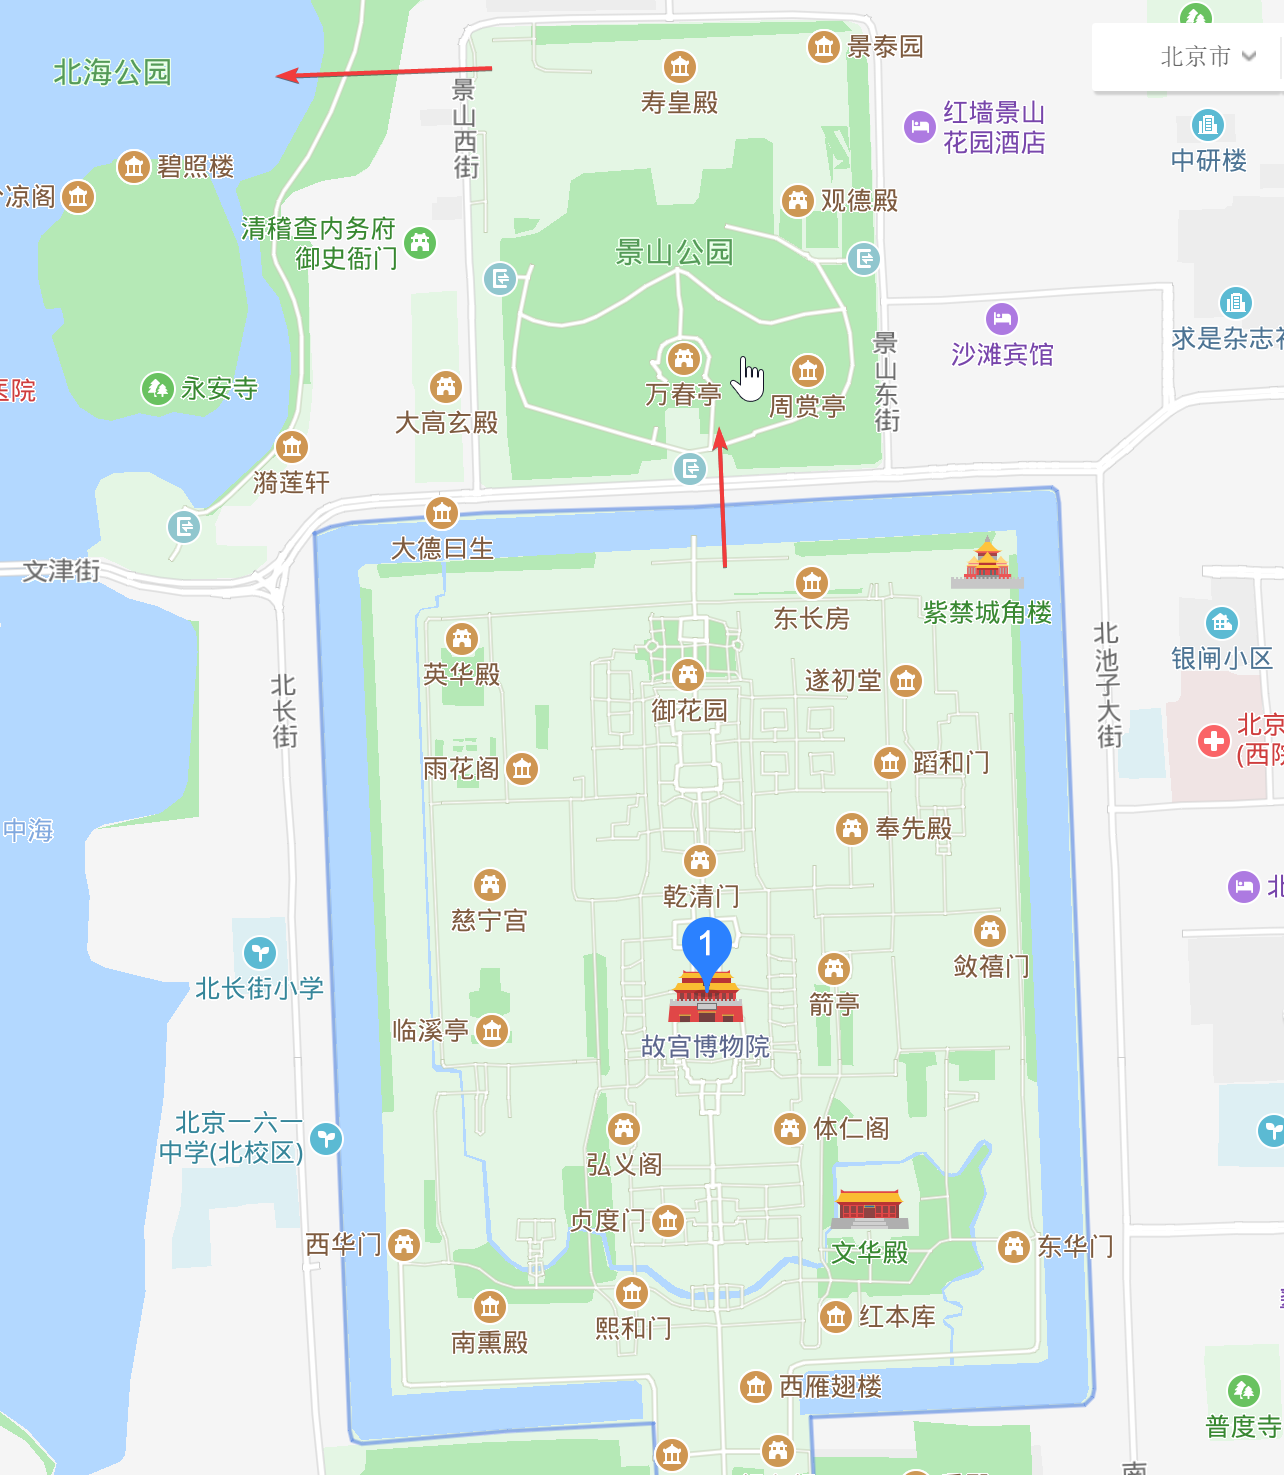 景泰园
北京市
北海公园
寿皇殿
景山西街
红墙景山
花园酒店
中研楼
碧照楼
凉阁
观德殿
清稽查内务府
御史衙门
景山公园
求是杂志社
沙滩宾馆
景山东街
医院
永安寺
万春亭
周赏亭
大高玄殿
漪莲轩
大德曰生
文津街
东长房
紫禁城角楼
北池子大街
银闸小区
英华殿
遂初堂
北长街
御花园
北京
(西院
雨花阁
蹈和门
中海
奉先殿
乾清门
北
慈宁宫
1
敛禧门
北长街小学
箭亭
临溪亭
故宫博物院
北京一六一
中学(北校区)
体仁阁
弘义阁
贞度门
西华门
文华殿
东华门
南熏殿
熙和门
红本库
西雁翅楼
普度寺
南